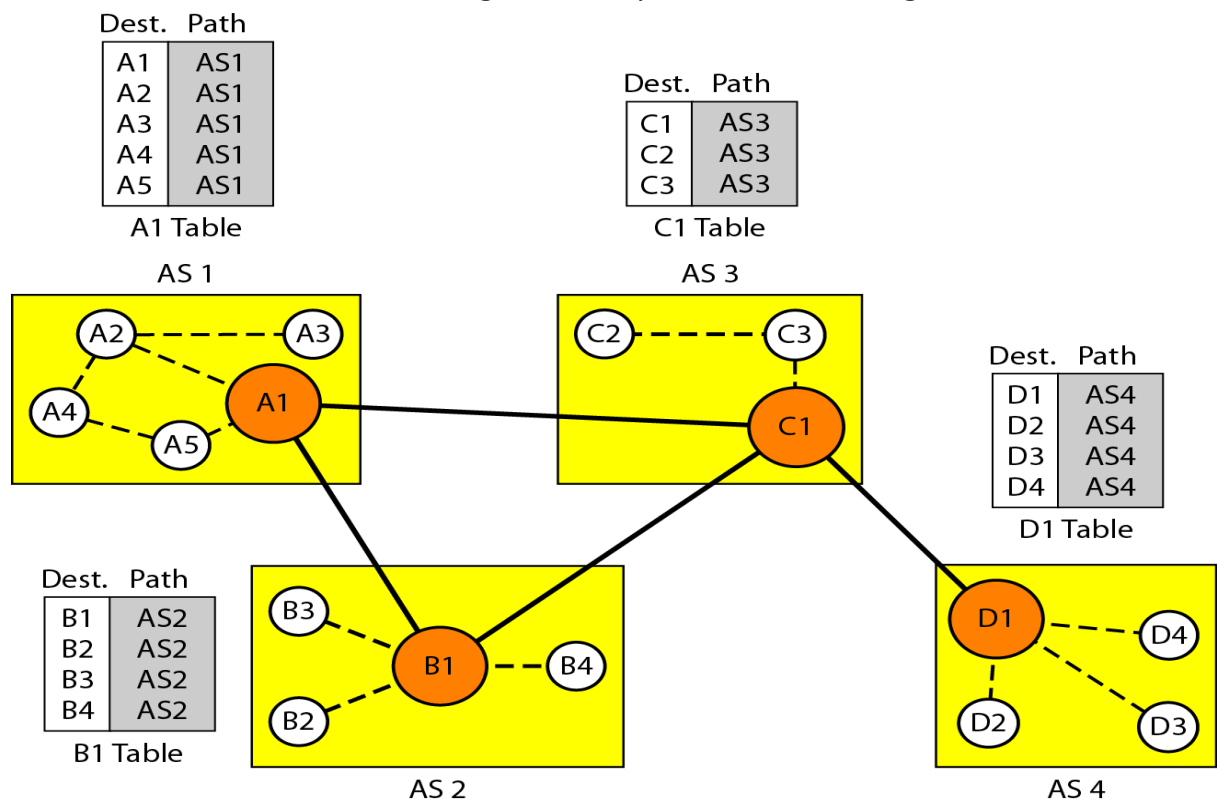 Dest. Path
A1 AS1
A2 AS1
A3 AS1
A4 AS1
A5 AS1
A1 Table
Dest. Path
C1 AS3
C2 AS3
C3 AS3
C1 Table
AS 1
A2
A3
A1
A4
A5
AS 3
C2
C3
C1
Dest. Path
D1 AS4
D2 AS4
D3 AS4
D4 AS4
D1 Table
Dest. Path
B1 AS2
B2 AS2
B3 AS2
B4 AS2
B1 Table
B3
B1
B4
B2
AS 2
D1
D4
D2
D3
AS 4